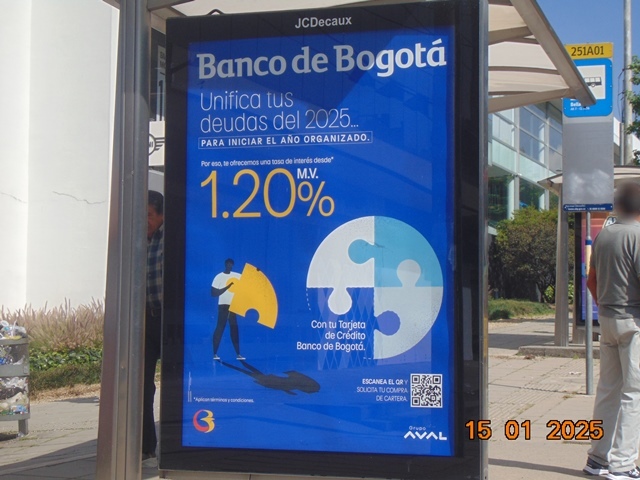 JCDecaux
Banco de Bogotá
Unifica tus
deudas del 2025...
PARA INICIAR EL AÑO ORGANIZADO.
Por eso, te ofrecemos una tasa de interés desde*
1.20% M.V.
Con tu Tarjeta
de Crédito
Banco de Bogotá.
ESCANEA EL QR Y
SOLICITA TU COMPRA
DE CARTERA.
*Aplican términos y condiciones.
Grupo
AVAL
251A01
MINI
15 01 2025